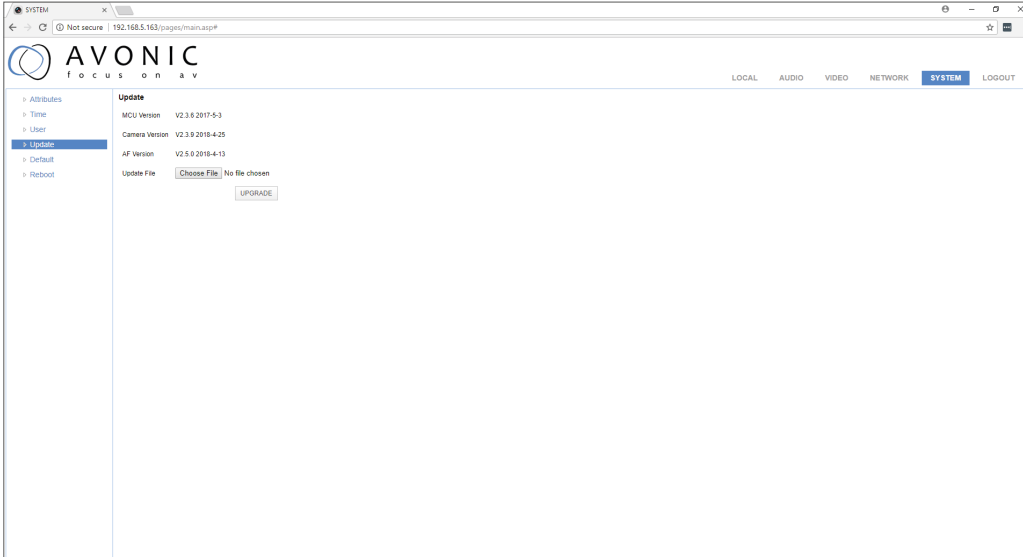 SYSTEM
Not secure | 192.168.5.163/pages/main.asp#
AVONIC
focus on av
LOCAL AUDIO VIDEO NETWORK SYSTEM LOGOUT
Attributes
Time
User
Update
Default
Reboot
Update
MCU Version V2.3.6 2017-5-3
Camera Version V2.3.9 2018-4-25
AF Version V2.5.0 2018-4-13
Update File Choose File No file chosen
UPGRADE